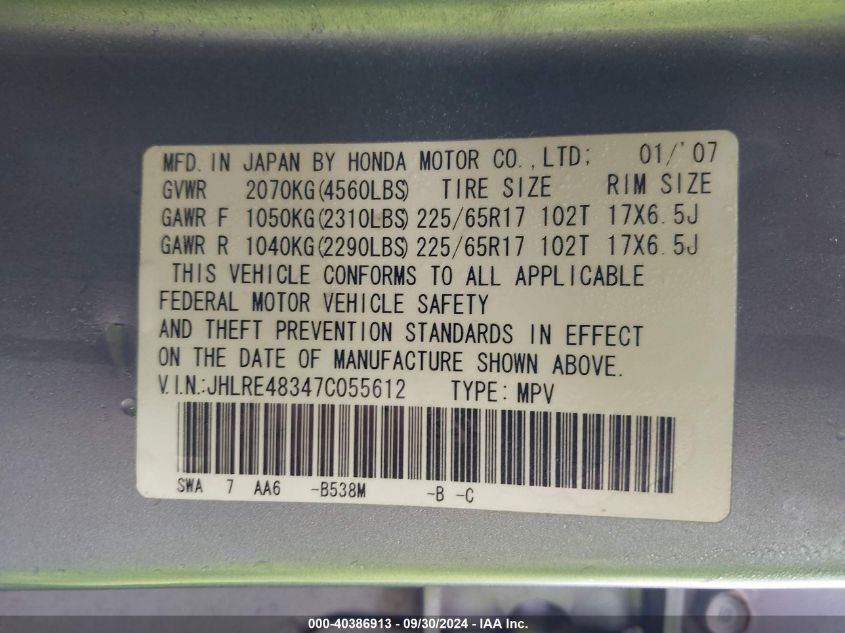 MFD. IN JAPAN BY HONDA MOTOR CO., LTD: 01/'07
GVWR 2070KG(4560LBS) TIRE SIZE RIM SIZE
GAWR F 1050KG(2310LBS) 225/65R17 102T 17X6.5J
GAWR R 1040KG(2290LBS) 225/65R17 102T 17X6.5J
THIS VEHICLE CONFORMS TO ALL APPLICABLE
FEDERAL MOTOR VEHICLE SAFETY
AND THEFT PREVENTION STANDARDS IN EFFECT
ON THE DATE OF MANUFACTURE SHOWN ABOVE.
V.I.N.:JHLRE48347C055612 TYPE: MPV
SWA 7 AA6 -B538M -B -C
000-40386913 - 09/30/2024 - IAAI.COM